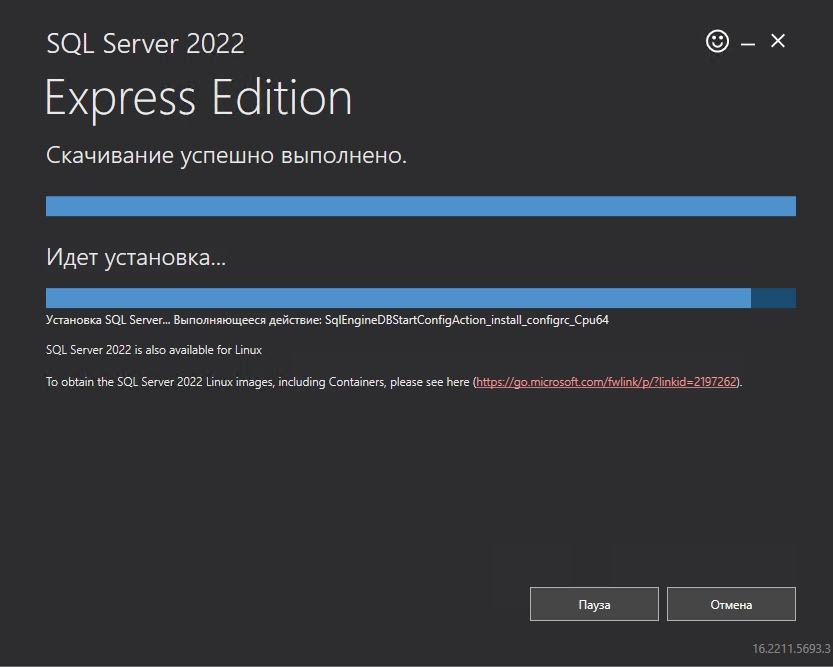 SQL Server 2022
Express Edition
Скачивание успешно выполнено.
Идет установка...
Установка SQL Server... Выполняющееся действие: SqlEngineDBStartConfigAction_install_configrc_Cpu64
SQL Server 2022 is also available for Linux
To obtain the SQL Server 2022 Linux images, including Containers, please see here (https://go.microsoft.com/fwlink/p/?linkid=2197262).
Пауза
Отмена
16.2211.5693.3